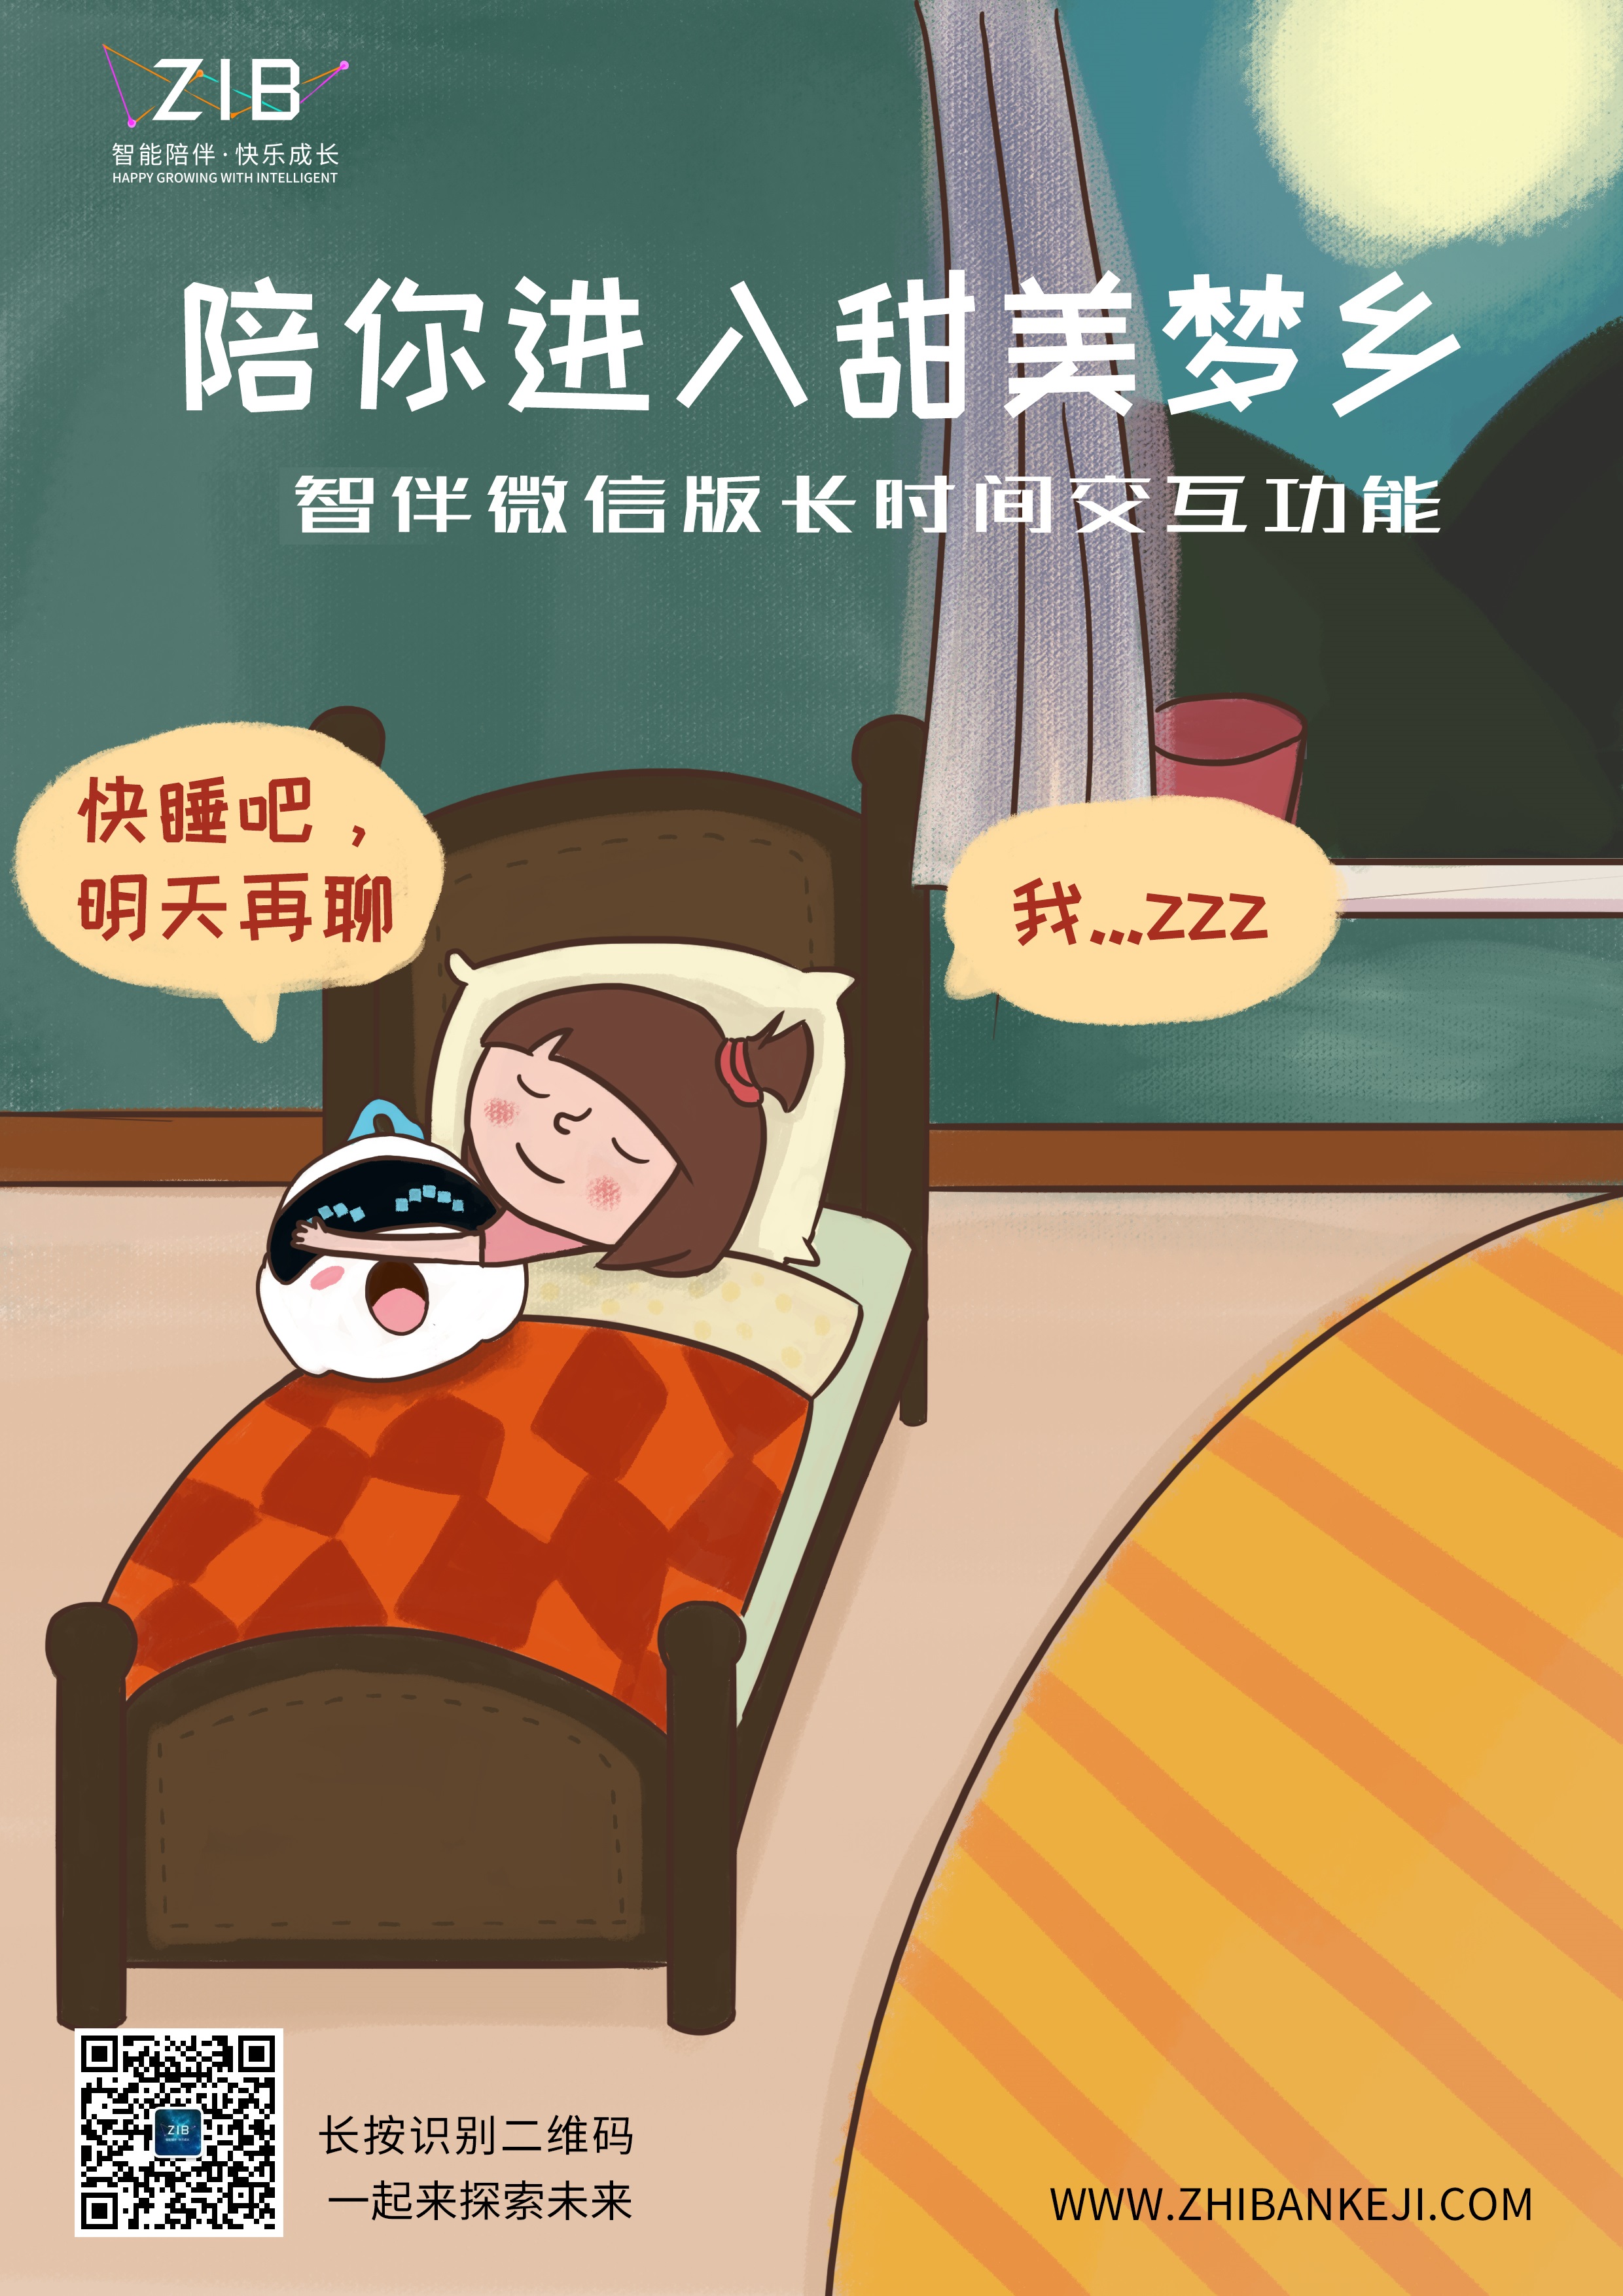 ZIB
智能陪伴·快乐成长
HAPPY GROWING WITH INTELLIGENT
陪你进入甜美梦乡
智伴微信版长时间交互功能
快睡吧，
明天再聊
我...zzz
ZIB
长按识别二维码
一起来探索未来
WWW.ZHIBANKEJI.COM